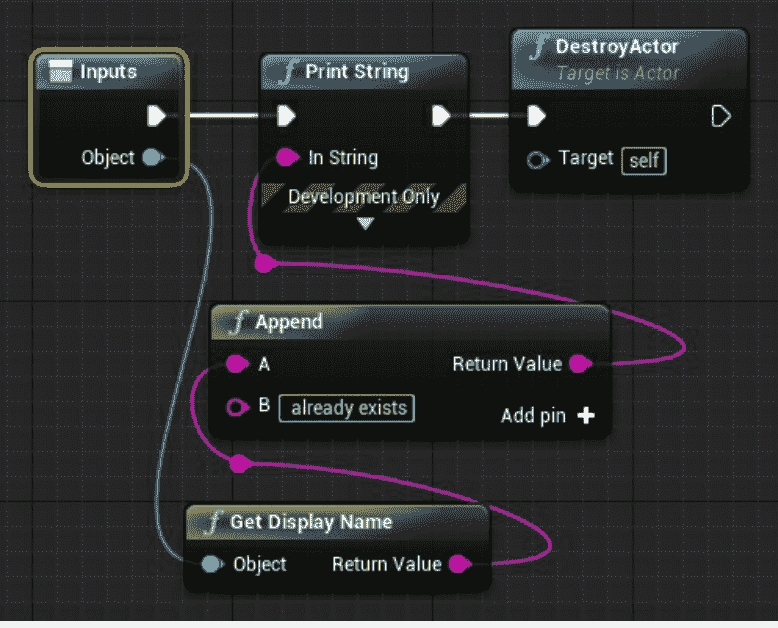 Inputs
Object
f Print String
In String
Development Only
f DestroyActor
Target is Actor
Target self
f Append
A
Return Value
B already exists
Add pin +
f Get Display Name
Object
Return Value